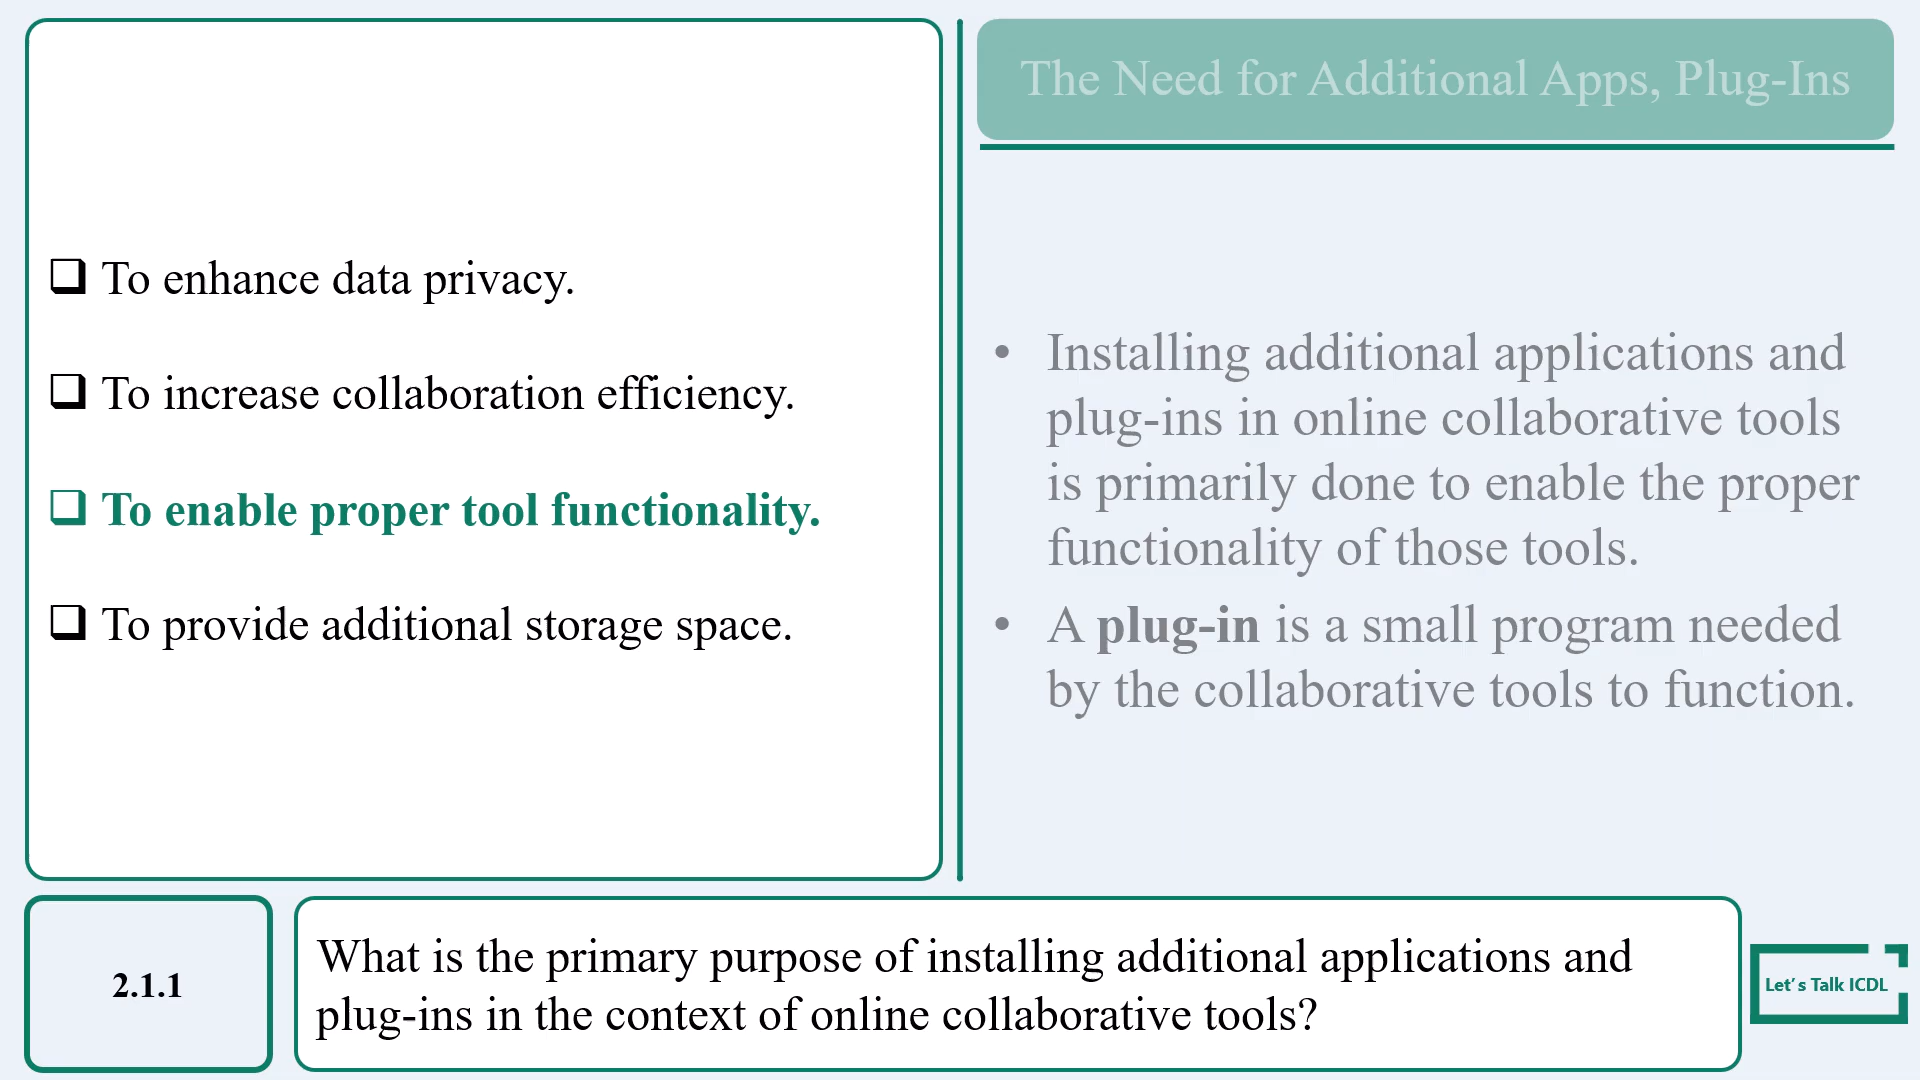 ❑ To enhance data privacy.
❑ To increase collaboration efficiency.
❑ To enable proper tool functionality.
❑ To provide additional storage space.
The Need for Additional Apps, Plug-Ins
• Installing additional applications and
plug-ins in online collaborative tools
is primarily done to enable the proper
functionality of those tools.
• A plug-in is a small program needed
by the collaborative tools to function.
2.1.1
What is the primary purpose of installing additional applications and
plug-ins in the context of online collaborative tools?
Let's Talk ICDL